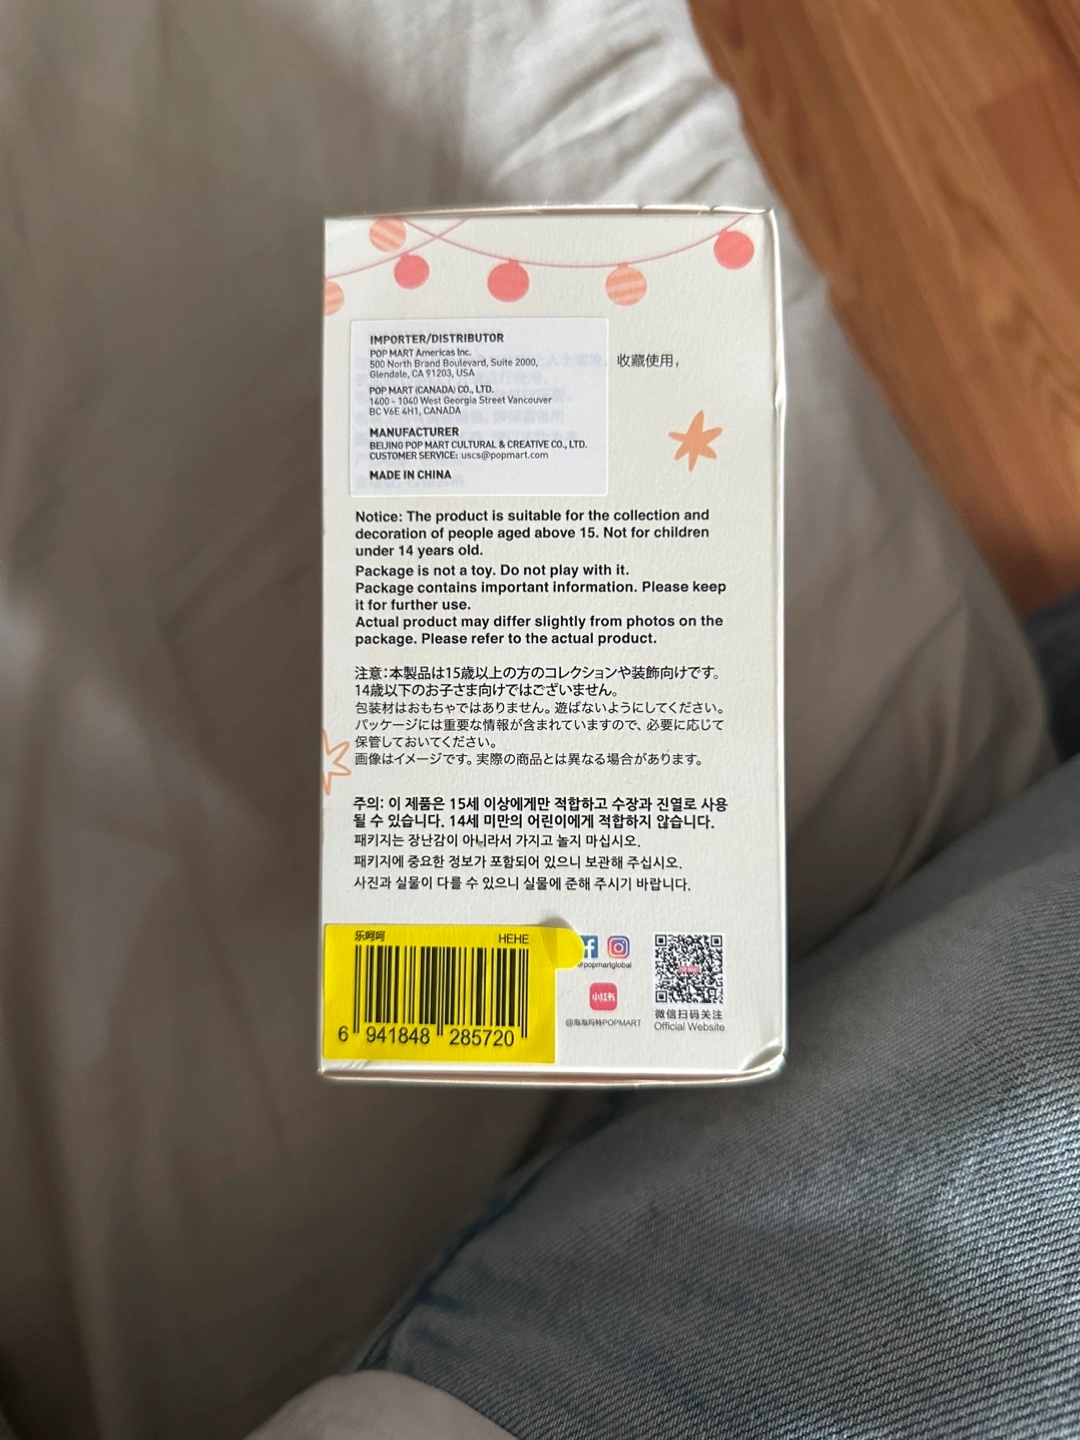 IMPORTER/DISTRIBUTOR
POP MART Americas Inc.
500 North Brand Boulevard, Suite 2000,
Glendale, CA 91203, USA
POP MART (CANADA) CO., LTD.
1400 - 1040 West Georgia Street Vancouver
BC V6E 4H1, CANADA
MANUFACTURER
BEIJING POP MART CULTURAL & CREATIVE CO., LTD.
CUSTOMER SERVICE: uscs@popmart.com
MADE IN CHINA
收藏使用，
Notice: The product is suitable for the collection and
decoration of people aged above 15. Not for children
under 14 years old.
Package is not a toy. Do not play with it.
Package contains important information. Please keep
it for further use.
Actual product may differ slightly from photos on the
package. Please refer to the actual product.
注意：本製品は15歳以上の方のコレクションや装飾向けです。
14歳以下のお子さま向けではございません。
包装材はおもちゃではありません。遊ばないようにしてください。
パッケージには重要な情報が含まれていますので、必要に応じて
保管しておいてください。
画像はイメージです。実際の商品とは異なる場合があります。
주의: 이 제품은 15세 이상에게만 적합하고 수장과 진열로 사용
될 수 있습니다. 14세 미만의 어린이에게 적합하지 않습니다.
패키지는 장난감이 아니라서 가지고 놀지 마십시오.
패키지에 중요한 정보가 포함되어 있으니 보관해 주십시오.
사진과 실물이 다를 수 있으니 실물에 준해 주시기 바랍니다.
乐呵呵 HEHE
6 941848 285720
@popmartglobal
小红书
@泡泡玛特POPMART
微信扫码关注
Official Website